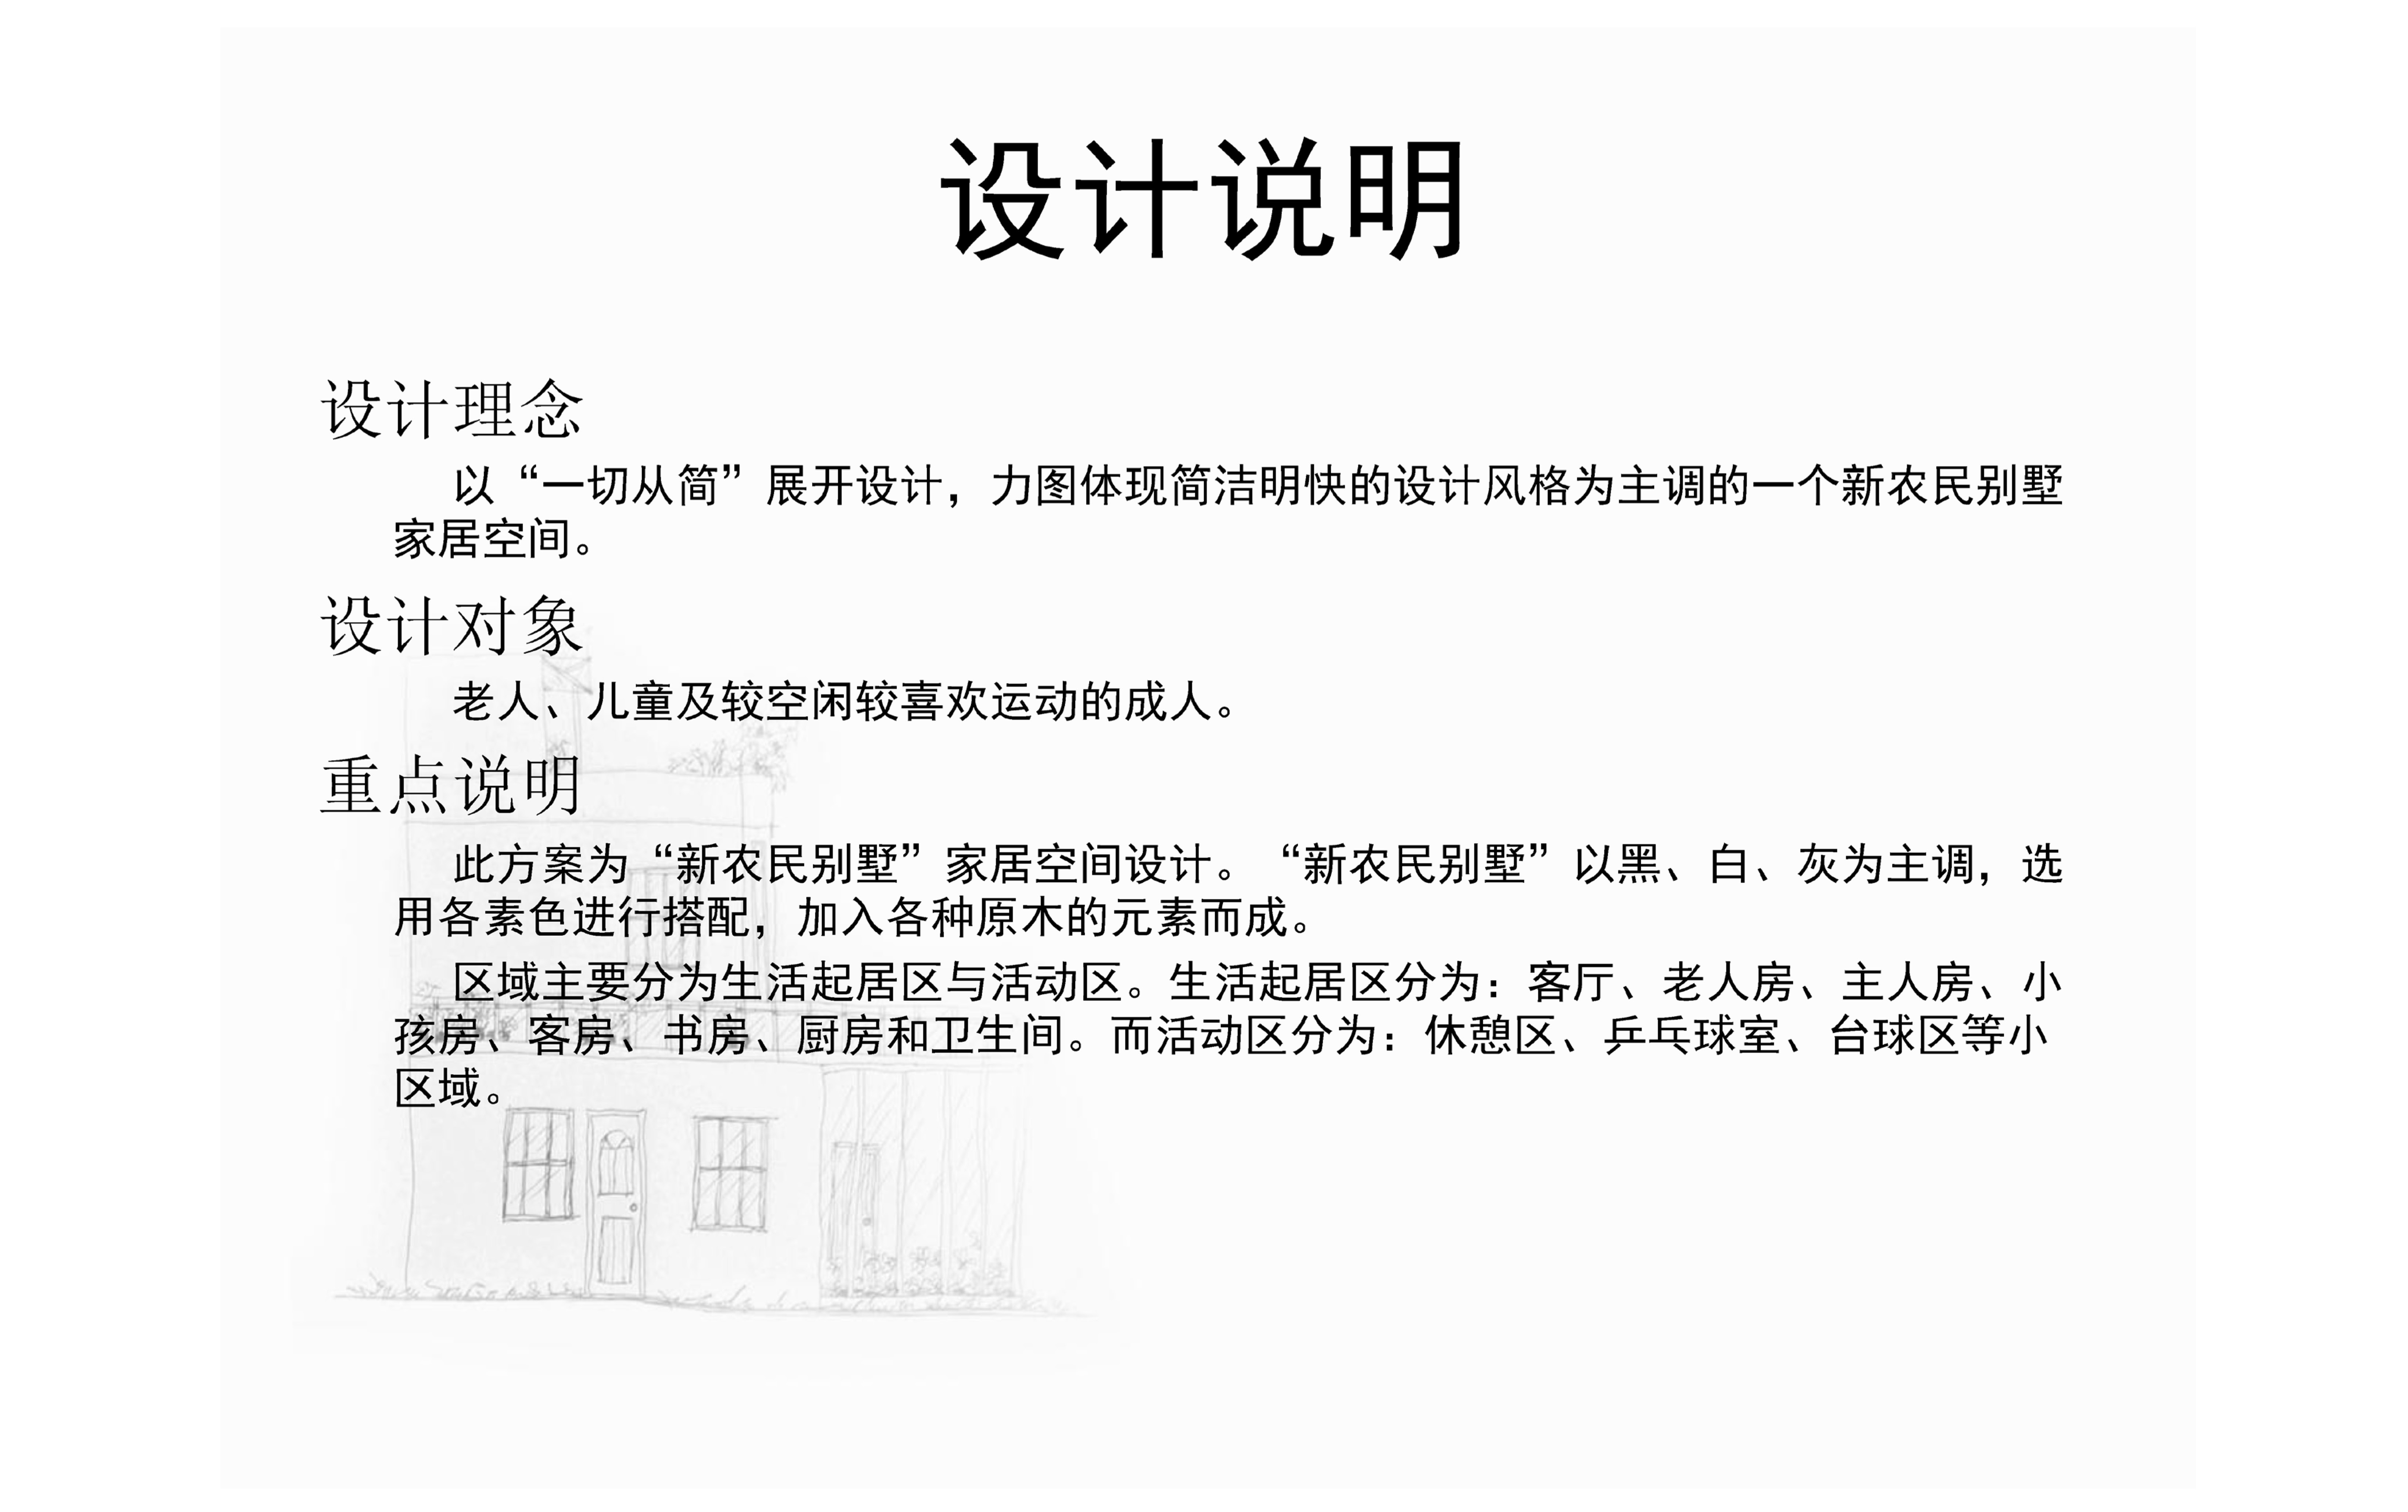 设计说明
设计理念
以“一切从简”展开设计，力图体现简洁明快的设计风格为主调的一个新农民别墅
家居空间。
设计对象
老人、儿童及较空闲较喜欢运动的成人。
重点说明
此方案为“新农民别墅”家居空间设计。“新农民别墅”以黑、白、灰为主调，选
用各素色进行搭配，加入各种原木的元素而成。
区域主要分为生活起居区与活动区。生活起居区分为：客厅、老人房、主人房、小
孩房、客房、书房、厨房和卫生间。而活动区分为：休憩区、乒乓球室、台球区等小
区域。